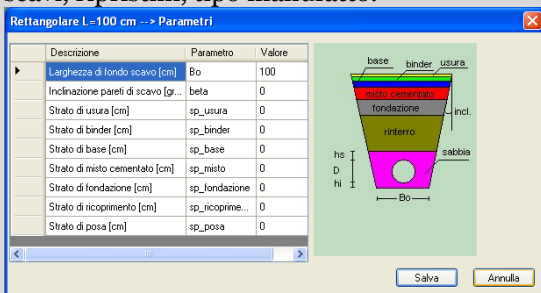 scavi, ripristini, tipo manufatto.
Rettangolare L=100 cm --> Parametri
Descrizione Parametro Valore
Larghezza di fondo scavo [cm] Bo 100
Inclinazione pareti di scavo [gr... beta 0
Strato di usura [cm] sp_usura 0
Strato di binder [cm] sp_binder 0
Strato di base [cm] sp_base 0
Strato di misto cementato [cm] sp_misto 0
Strato di fondazione [cm] sp_fondazione 0
Strato di ricoprimento [cm] sp_ricoprime... 0
Strato di posa [cm] sp_posa 0
base binder usura
misto cementato
fondazione
incl.
rinterro
sabbia
hs
D
hi
Bo
Salva Annulla